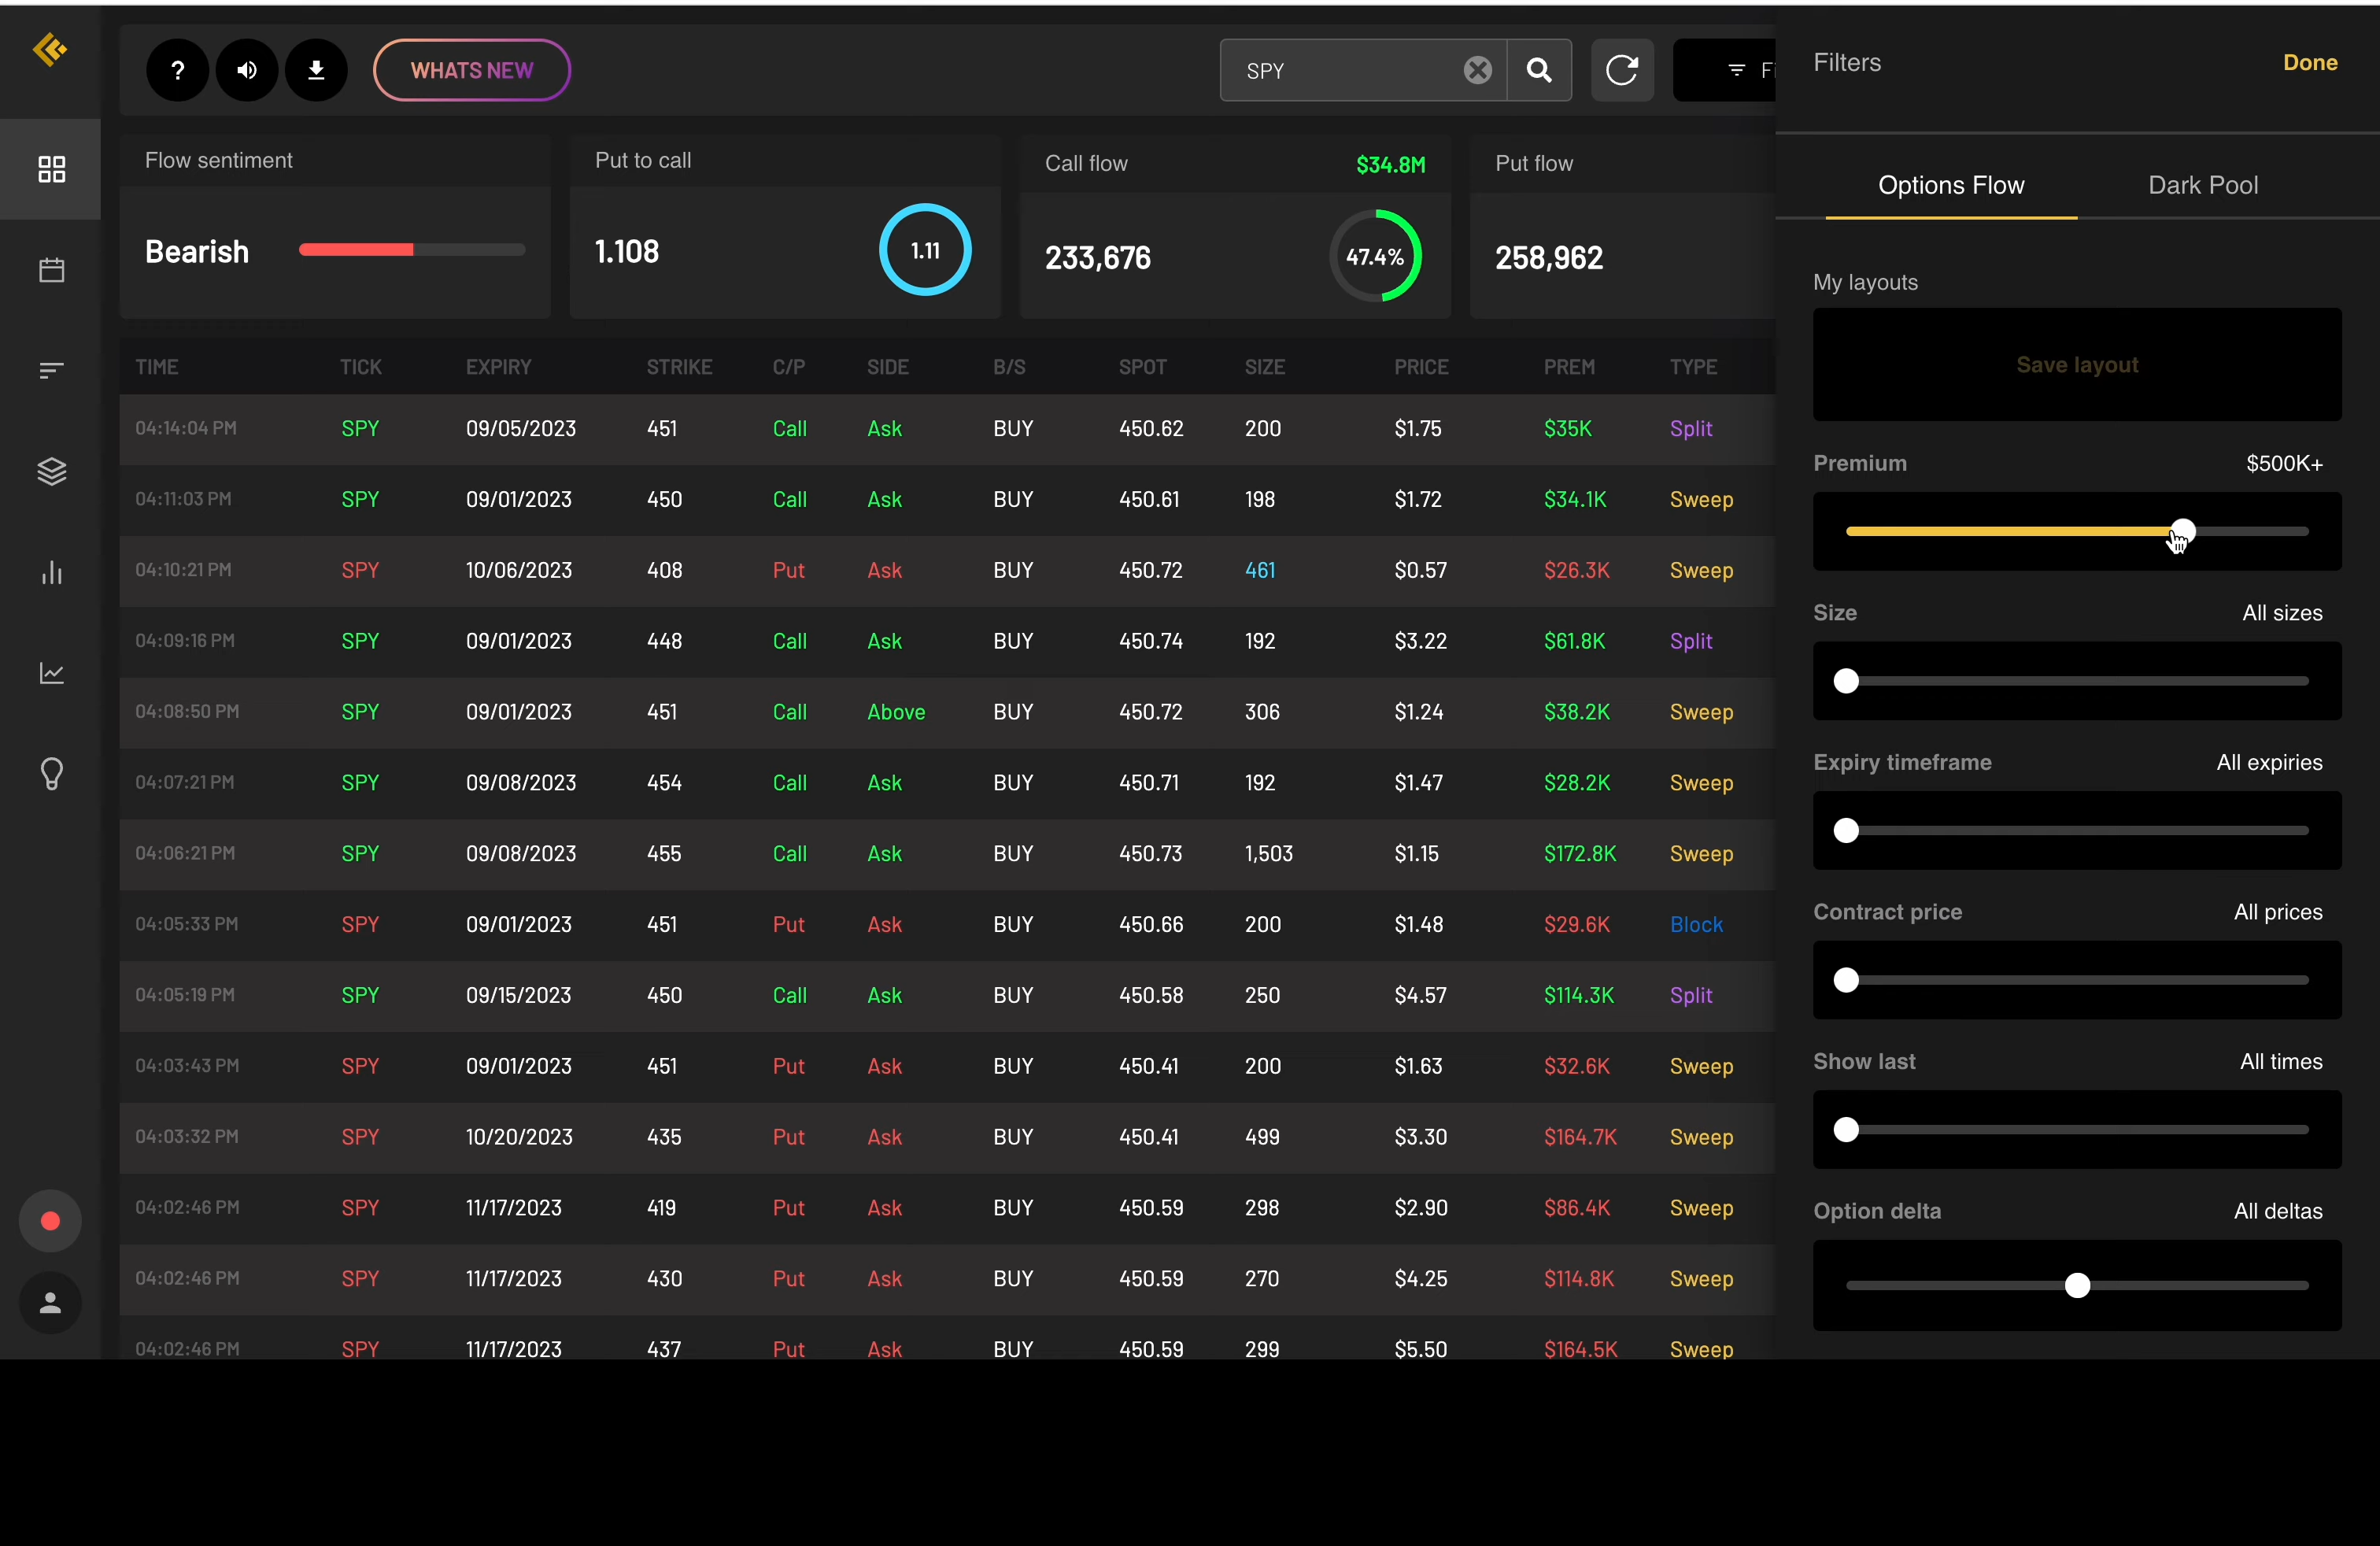 ? WHATS NEW SPY Fi
Filters Done
Options Flow Dark Pool
Flow sentiment Put to call Call flow $34.8M Put flow
Bearish 1.108 1.11 233,676 47.4% 258,962
My layouts
Save layout
TIME TICK EXPIRY STRIKE C/P SIDE B/S SPOT SIZE PRICE PREM TYPE
04:14:04 PM SPY 09/05/2023 451 Call Ask BUY 450.62 200 $1.75 $35K Split
04:11:03 PM SPY 09/01/2023 450 Call Ask BUY 450.61 198 $1.72 $34.1K Sweep
04:10:21 PM SPY 10/06/2023 408 Put Ask BUY 450.72 461 $0.57 $26.3K Sweep
04:09:16 PM SPY 09/01/2023 448 Call Ask BUY 450.74 192 $3.22 $61.8K Split
04:08:50 PM SPY 09/01/2023 451 Call Above BUY 450.72 306 $1.24 $38.2K Sweep
04:07:21 PM SPY 09/08/2023 454 Call Ask BUY 450.71 192 $1.47 $28.2K Sweep
04:06:21 PM SPY 09/08/2023 455 Call Ask BUY 450.73 1,503 $1.15 $172.8K Sweep
04:05:33 PM SPY 09/01/2023 451 Put Ask BUY 450.66 200 $1.48 $29.6K Block
04:05:19 PM SPY 09/15/2023 450 Call Ask BUY 450.58 250 $4.57 $114.3K Split
04:03:43 PM SPY 09/01/2023 451 Put Ask BUY 450.41 200 $1.63 $32.6K Sweep
04:03:32 PM SPY 10/20/2023 435 Put Ask BUY 450.41 499 $3.30 $164.7K Sweep
04:02:46 PM SPY 11/17/2023 419 Put Ask BUY 450.59 298 $2.90 $86.4K Sweep
04:02:46 PM SPY 11/17/2023 430 Put Ask BUY 450.59 270 $4.25 $114.8K Sweep
04:02:46 PM SPY 11/17/2023 437 Put Ask BUY 450.59 299 $5.50 $164.5K Sweep
Premium $500K+
Size All sizes
Expiry timeframe All expiries
Contract price All prices
Show last All times
Option delta All deltas